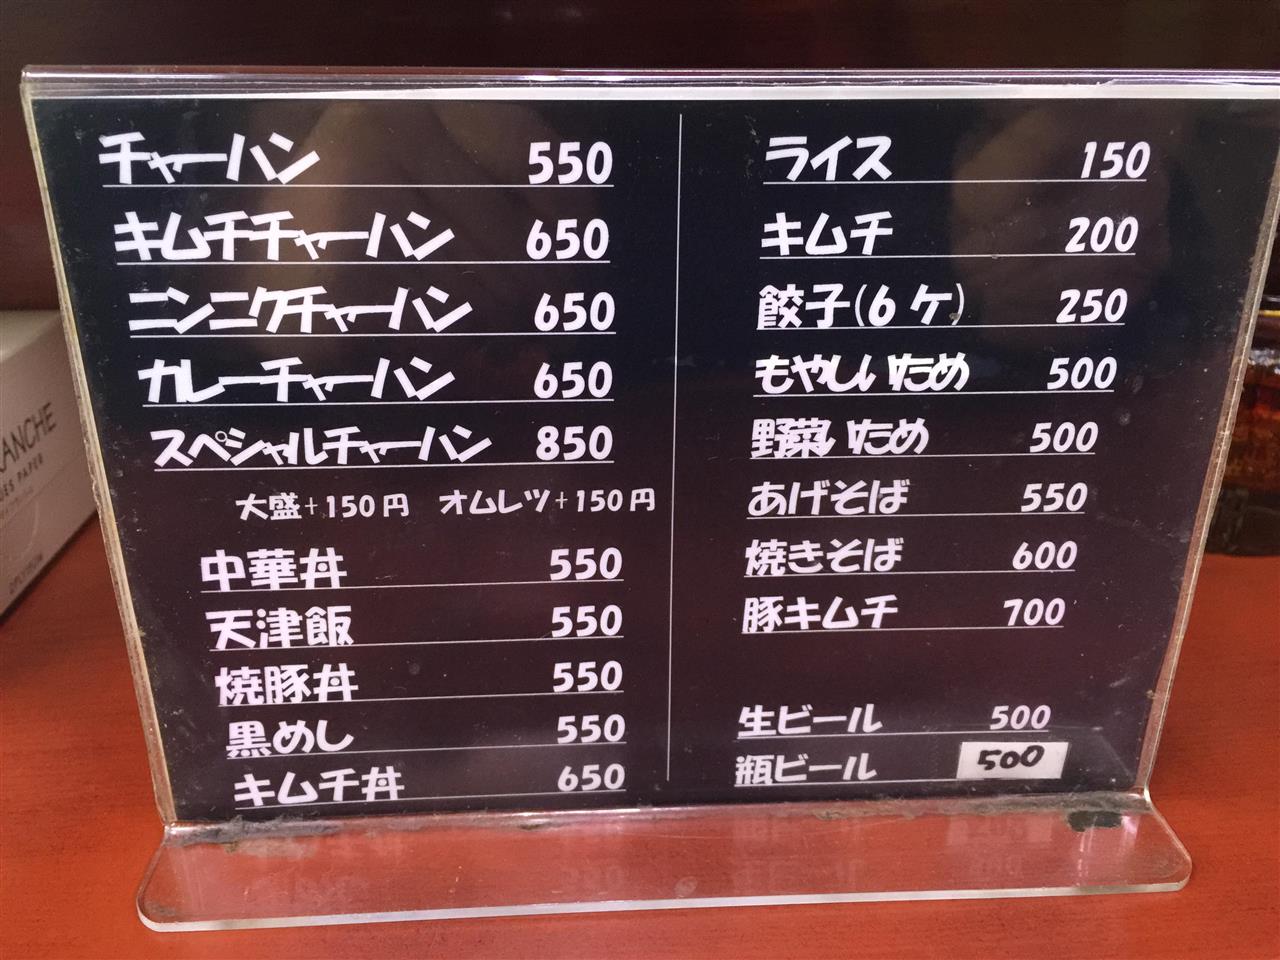 チャーハン 550
キムチチャーハン 650
ニンニクチャーハン 650
カレーチャーハン 650
スペシャルチャーハン 850
大盛+150円 オムレツ+150円
中華丼 550
天津飯 550
焼豚丼 550
黒めし 550
キムチ丼 650
ライス 150
キムチ 200
餃子(6ケ) 250
もやしいため 500
野菜いため 500
あげそば 550
焼きそば 600
豚キムチ 700
生ビール 500
瓶ビール 500